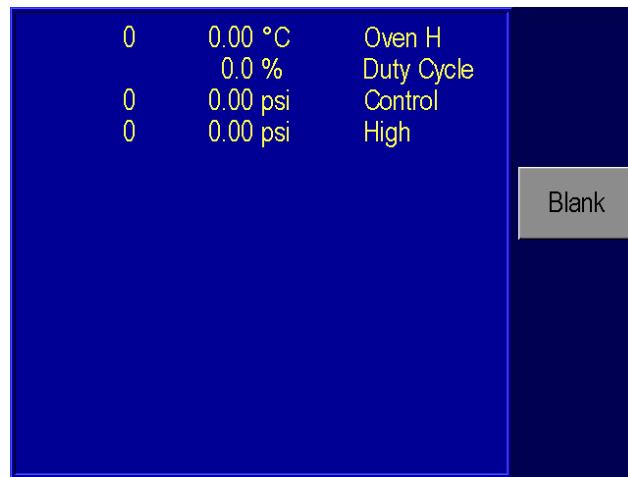 0 0.00 °C Oven H
0.0 % Duty Cycle
0 0.00 psi Control
0 0.00 psi High
Blank